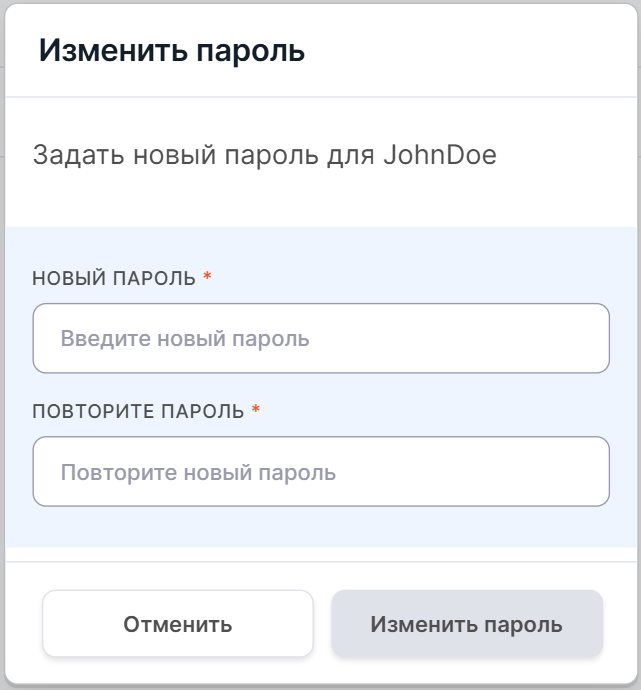 Изменить пароль
Задать новый пароль для JohnDoe
НОВЫЙ ПАРОЛЬ *
Введите новый пароль
ПОВТОРИТЕ ПАРОЛЬ *
Повторите новый пароль
Отменить
Изменить пароль